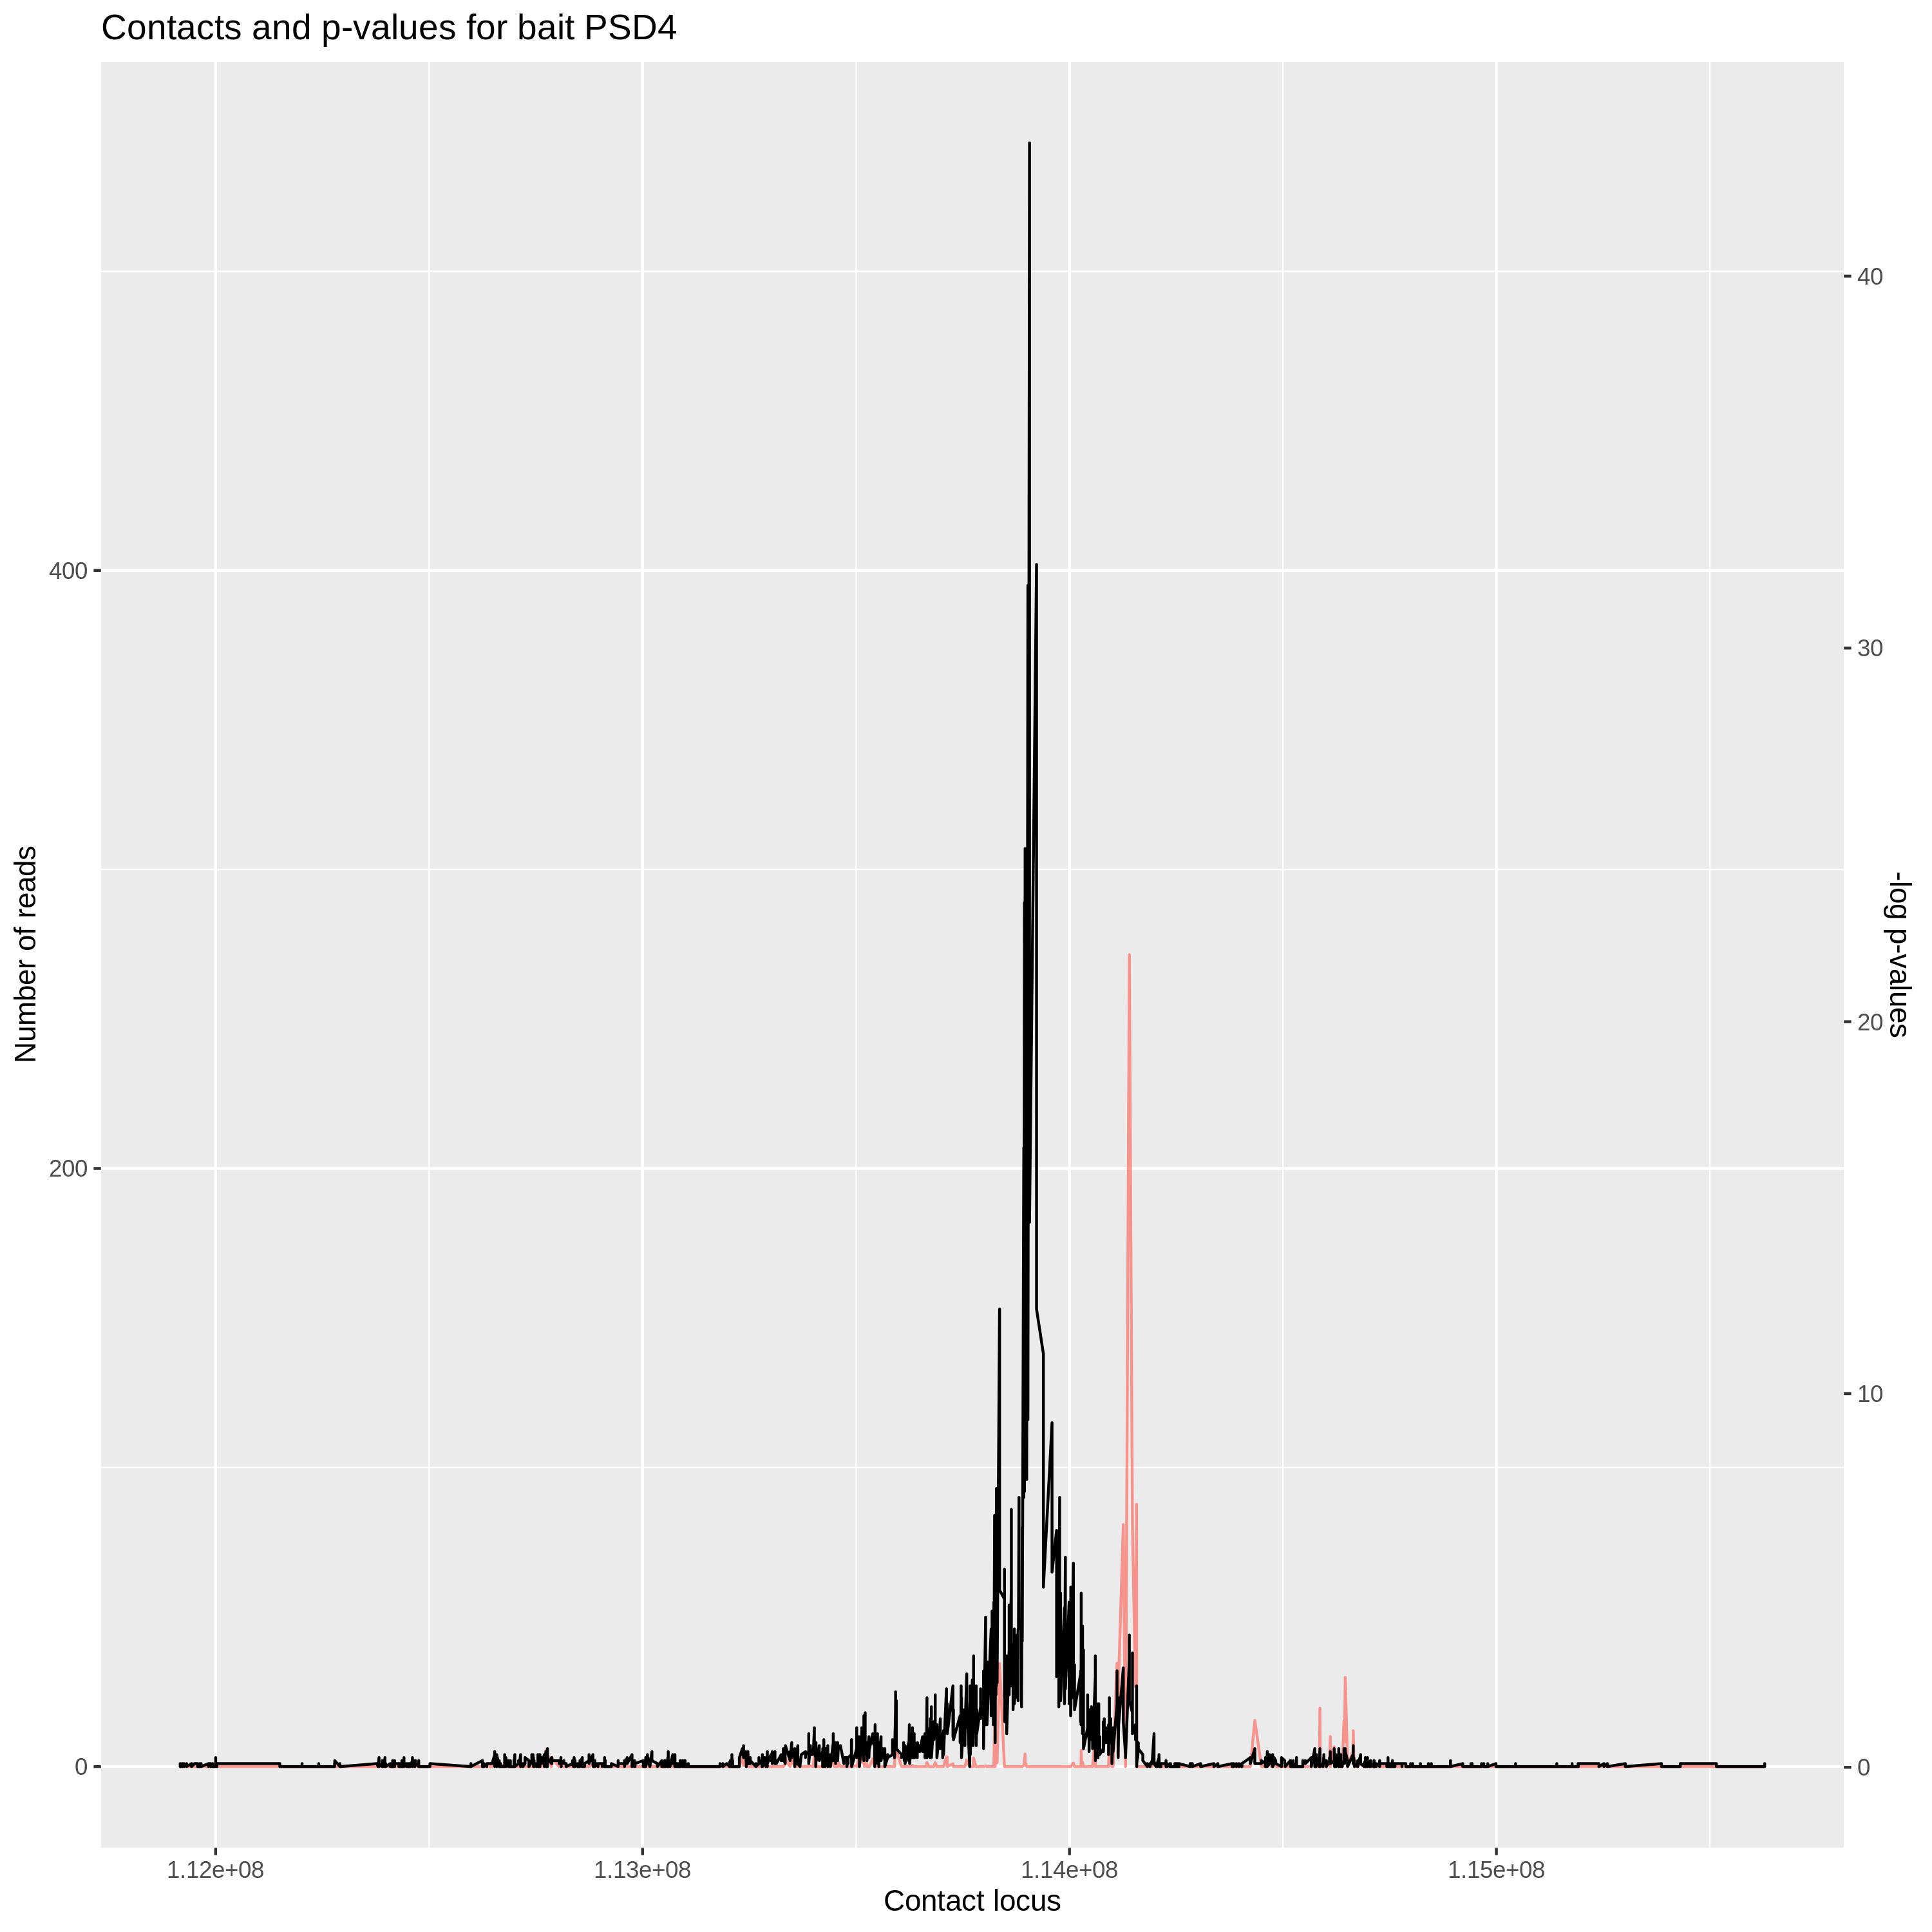 Contacts and p-values for bait PSD4
Number of reads
400
200
0
40
30
20
10
0
-log p-values
1.12e+08
1.13e+08
1.14e+08
1.15e+08
Contact locus